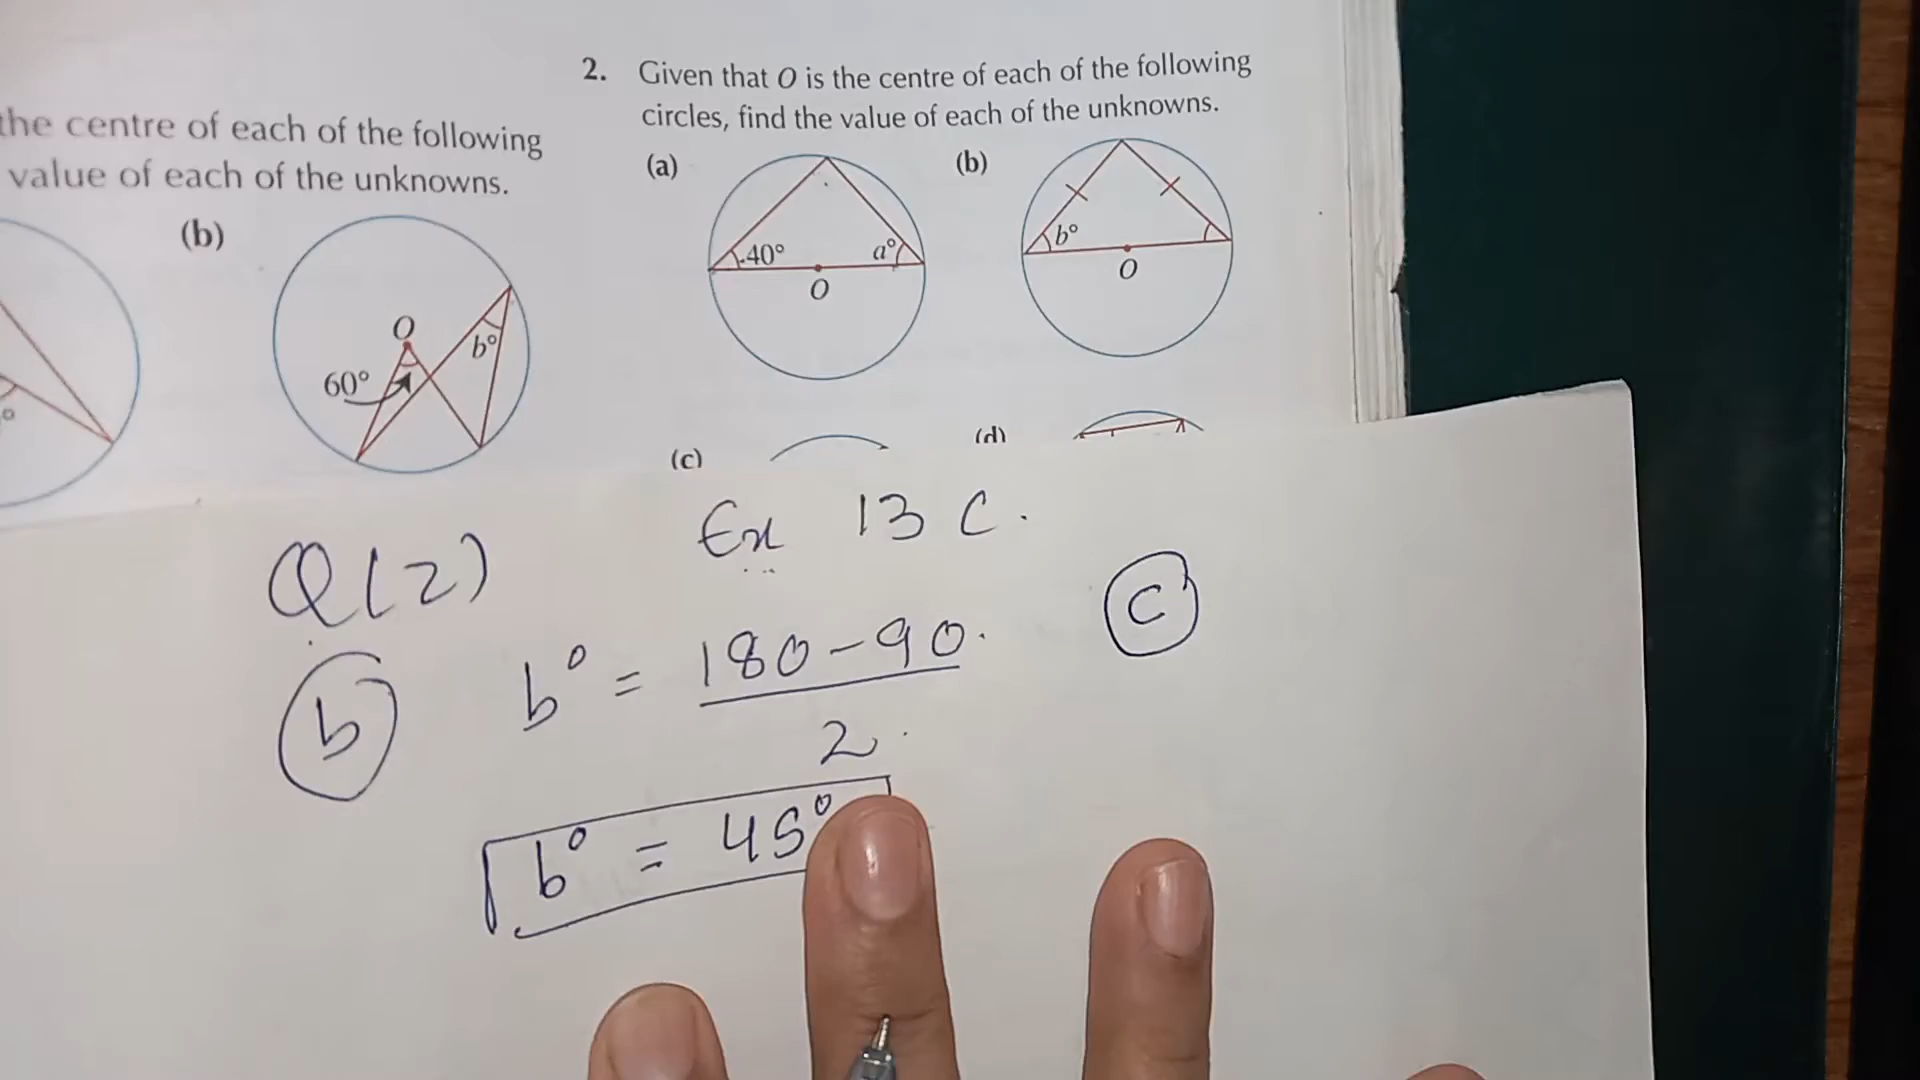 the centre of each of the following
value of each of the unknowns.
(b)
O
60°
b°
2. Given that O is the centre of each of the following
circles, find the value of each of the unknowns.
(a)
40°
a°
O
(b)
b°
O
(c)
(d)
Ex 13 C.
Q(2)
b
b° = 180-90
2
b° = 45°
C